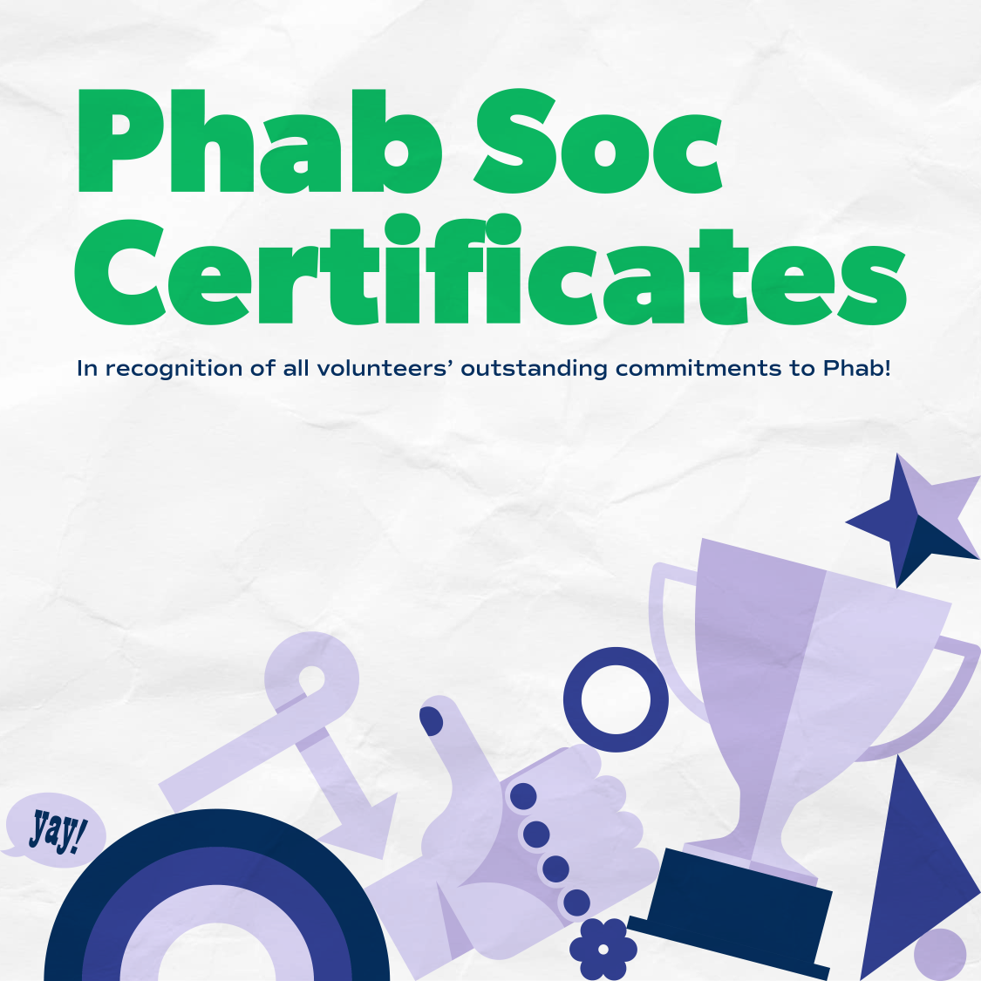 Phab Soc
Certificates
In recognition of all volunteers’ outstanding commitments to Phab!
yay!